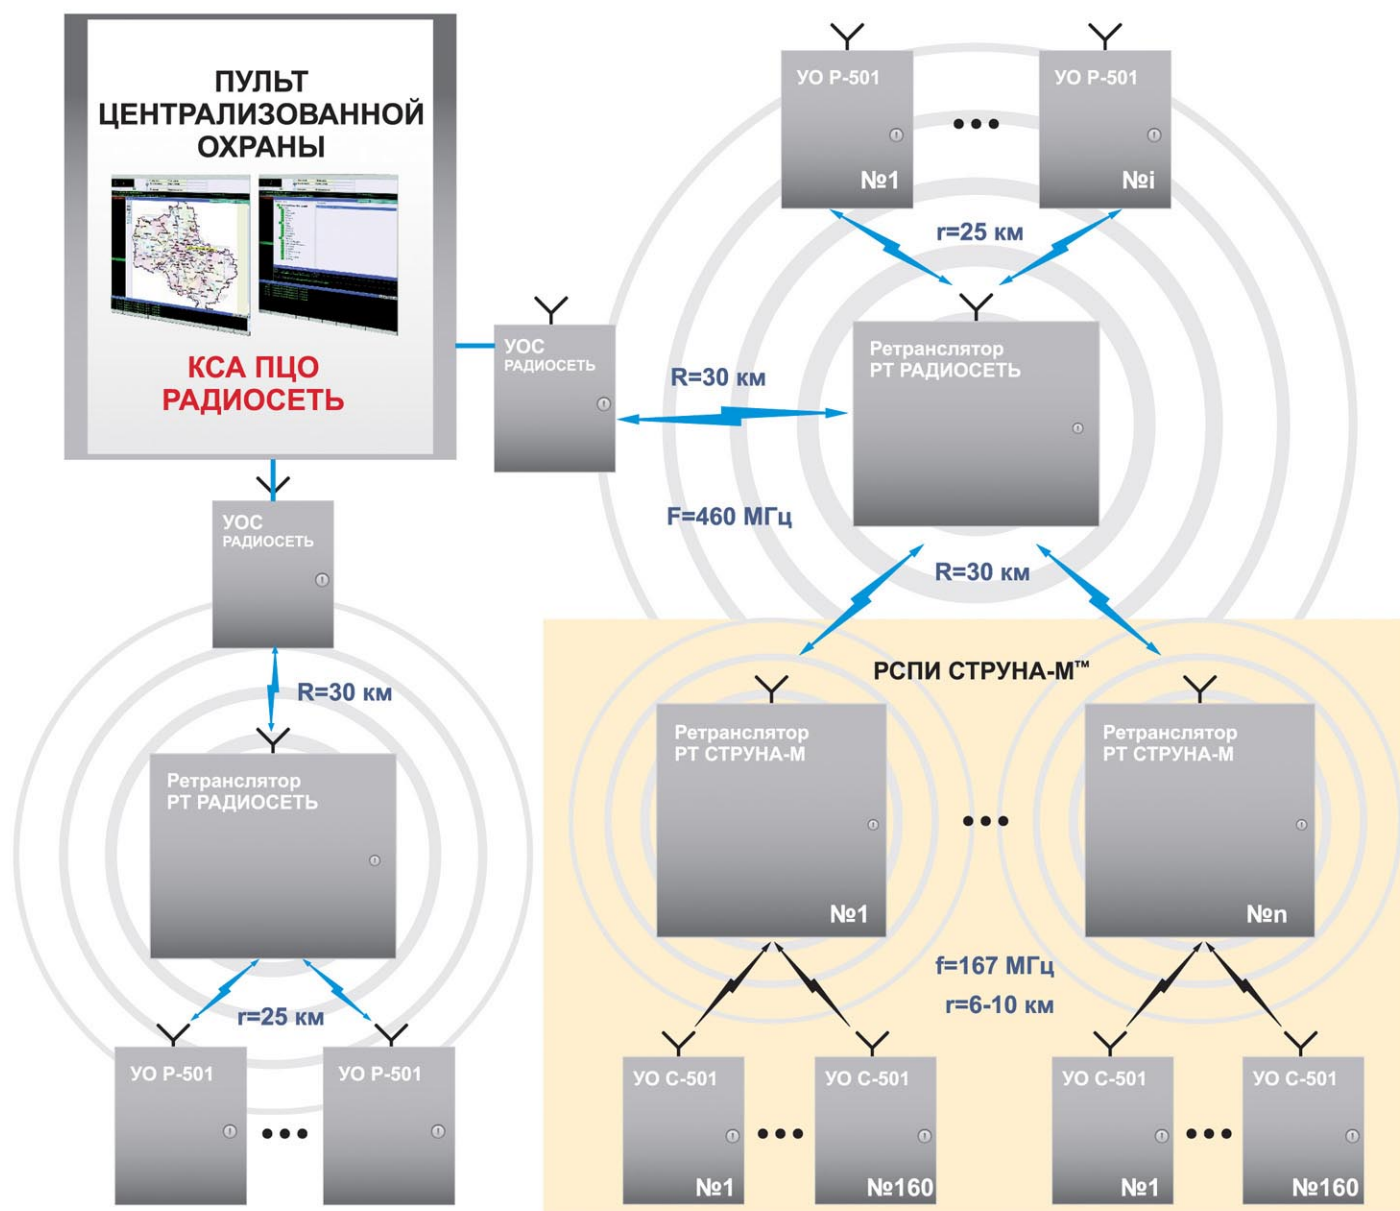 ПУЛЬТ
ЦЕНТРАЛИЗОВАННОЙ
ОХРАНЫ
КСА ПЦО
РАДИОСЕТЬ
УО Р-501
№1
УО Р-501
№i
r=25 км
УОС
РАДИОСЕТЬ
R=30 км
Ретранслятор
РТ РАДИОСЕТЬ
F=460 МГц
R=30 км
УОС
РАДИОСЕТЬ
R=30 км
Ретранслятор
РТ РАДИОСЕТЬ
r=25 км
УО Р-501
УО Р-501
РСПИ СТРУНА-М™
Ретранслятор
РТ СТРУНА-М
№1
Ретранслятор
РТ СТРУНА-М
№n
f=167 МГц
r=6-10 км
УО С-501
№1
УО С-501
№160
УО С-501
№1
УО С-501
№160